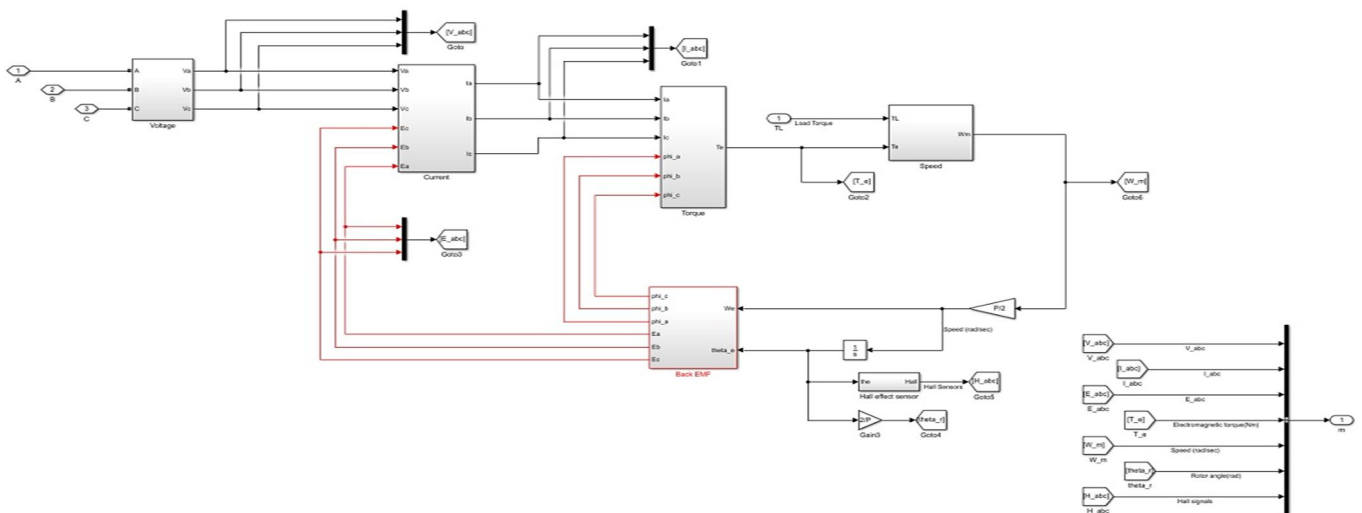 1
A
2
B
3
C
A
B
C
Va
Vb
Vc
Voltage
[V_abc]
Goto
Va
Vb
Vc
Ec
Eb
Ea
Ia
Ib
Ic
Current
[I_abc]
Goto1
[E_abc]
Goto3
Ia
Ib
Ic
phi_a
phi_b
phi_c
Te
Torque
1
TL
Load Torque
[T_e]
Goto2
TL
Te
Wm
Speed
[W_m]
Goto6
phi_c
phi_b
phi_a
Ea
Eb
Ec
We
theta_e
Back EMF
P/2
Speed (rad/sec)
1
s
the
Hall
Hall effect sensor
Hall Sensors
[H_abc]
Goto5
2/P
Gain3
[theta_r]
Goto4
[V_abc]
V_abc
V_abc
[I_abc]
I_abc
I_abc
[E_abc]
E_abc
E_abc
[T_e]
T_e
Electromagnetic torque(Nm)
[W_m]
W_m
Speed (rad/sec)
[theta_r]
theta_r
Rotor angle(rad)
[H_abc]
H_abc
Hall signals
1
m